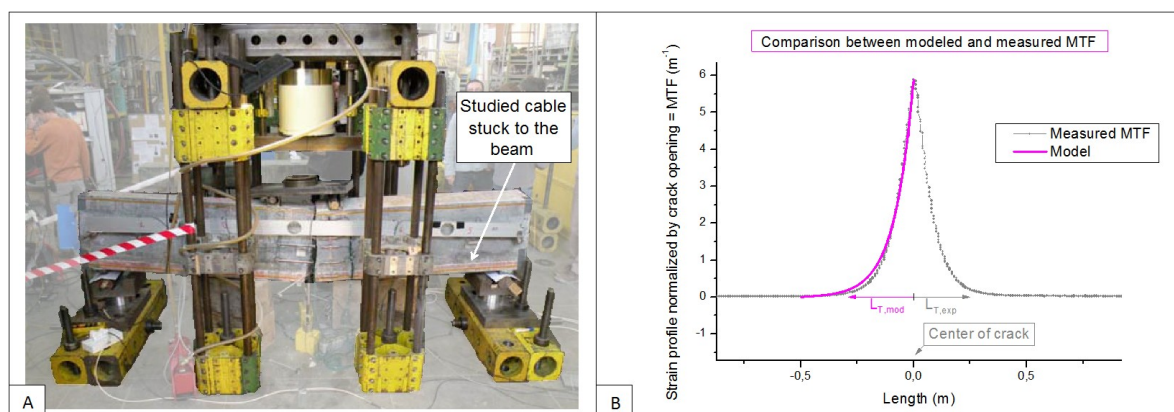 Studied cable
stuck to the
beam
A
Comparison between modeled and measured MTF
Strain profile normalized by crack opening = MTF (m⁻¹)
6
5
4
3
2
1
0
-1
Measured MTF
Model
LT,mod
LT,exp
Center of crack
-0,5
0,0
0,5
Length (m)
B